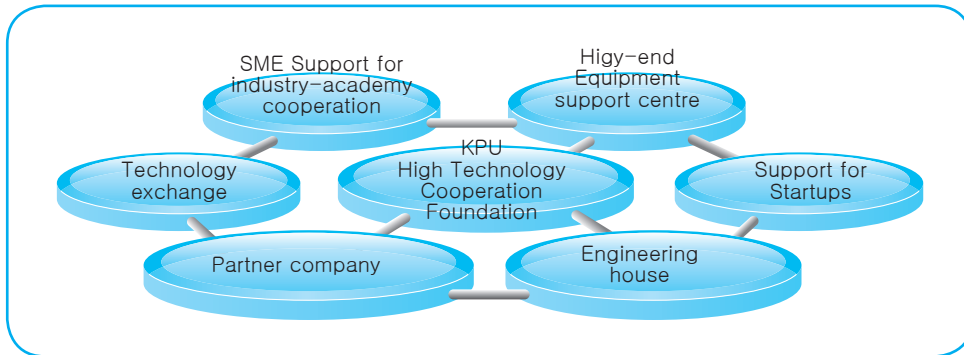 SME Support for
industry-academy
cooperation
Higy-end
Equipment
support centre
Technology
exchange
KPU
High Technology
Cooperation
Foundation
Support for
Startups
Partner company
Engineering
house